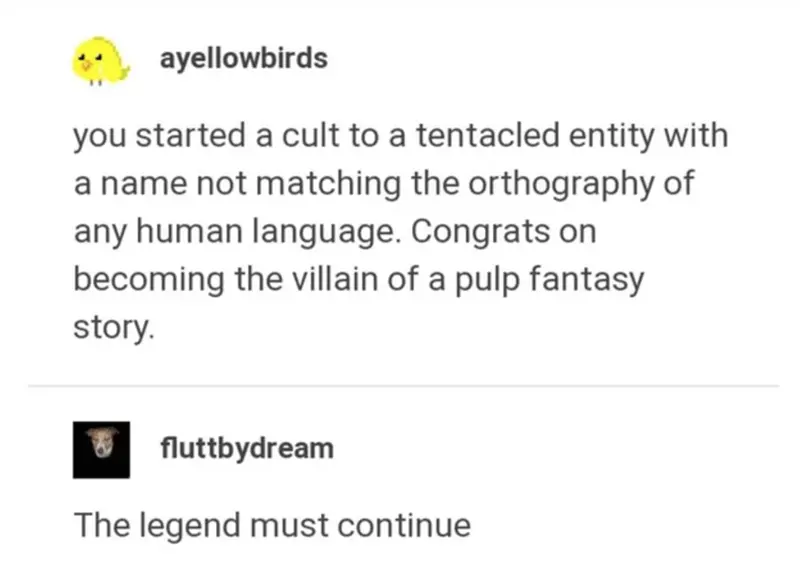 ayellowbirds
you started a cult to a tentacled entity with
a name not matching the orthography of
any human language. Congrats on
becoming the villain of a pulp fantasy
story.
fluttbydream
The legend must continue